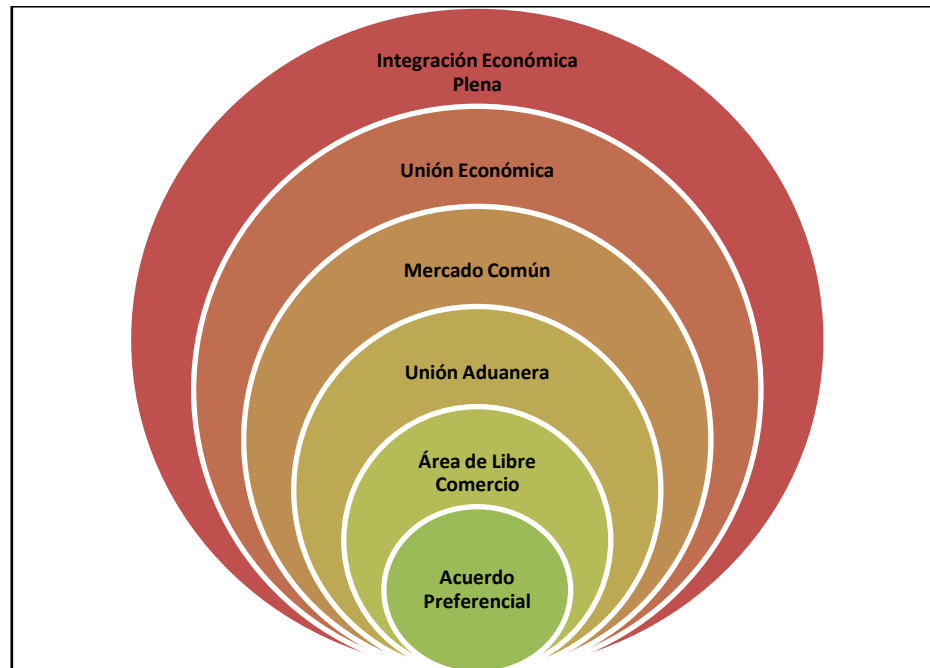 Integración Económica
Plena
Unión Económica
Mercado Común
Unión Aduanera
Área de Libre
Comercio
Acuerdo
Preferencial